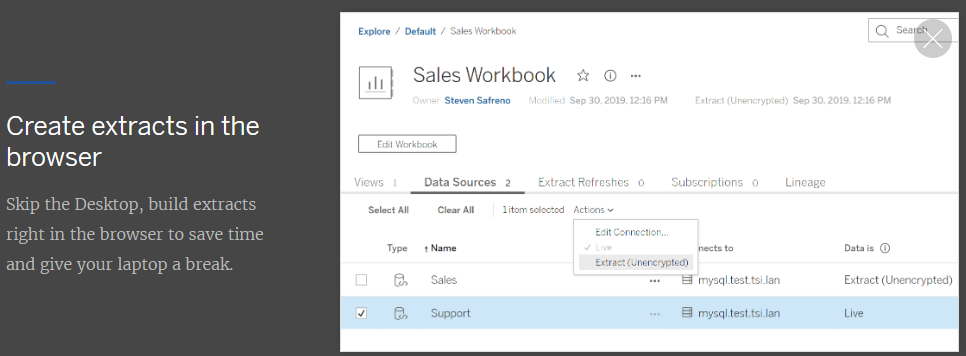 Create extracts in the
browser
Skip the Desktop, build extracts
right in the browser to save time
and give your laptop a break.
Explore / Default / Sales Workbook
Search
Sales Workbook
Owner Steven Safreno Modified Sep 30, 2019, 12:16 PM Extract (Unencrypted) Sep 30, 2019, 12:16 PM
Edit Workbook
Views 1 Data Sources 2 Extract Refreshes 0 Subscriptions 0 Lineage
Select All Clear All 1 item selected Actions
Edit Connection...
Live
Extract (Unencrypted)
Type ↑ Name nects to Data is
Sales mysql.test.tsi.lan Extract (Unencrypted)
Support mysql.test.tsi.lan Live